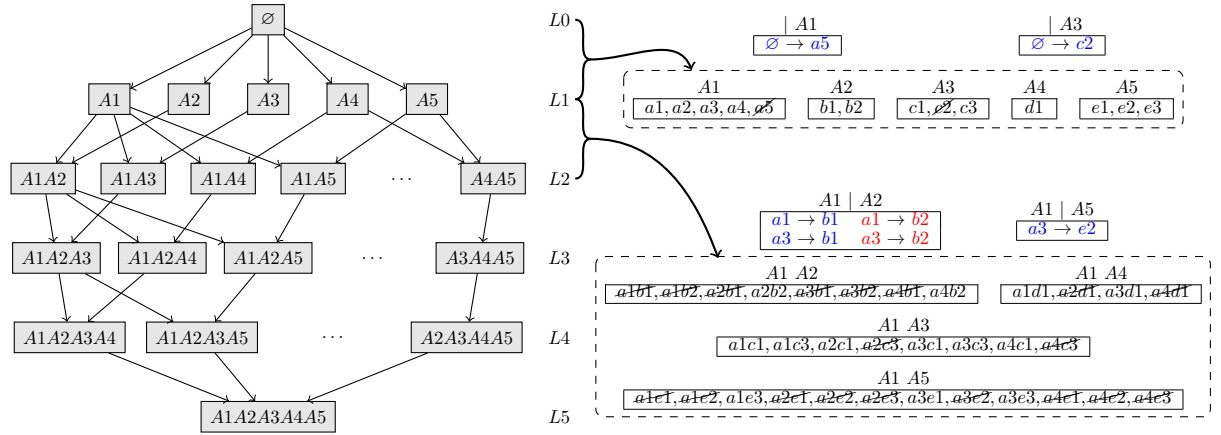 ∅
A1 A2 A3 A4 A5
A1A2 A1A3 A1A4 A1A5 ... A4A5
A1A2A3 A1A2A4 A1A2A5 ... A3A4A5
A1A2A3A4 A1A2A3A5 ... A2A3A4A5
A1A2A3A4A5
L0
L1
L2
L3
L4
L5
| A1
∅ → a5
| A3
∅ → c2
A1 A2 A3 A4 A5
a1, a2, a3, a4, a5 b1, b2 c1, c2, c3 d1 e1, e2, e3
A1 | A2
a1 → b1 a1 → b2
a3 → b1 a3 → b2
A1 | A5
a3 → e2
A1 A2
a1b1, a1b2, a2b1, a2b2, a3b1, a3b2, a4b1, a4b2
A1 A4
a1d1, a2d1, a3d1, a4d1
A1 A3
a1c1, a1c3, a2c1, a2c3, a3c1, a3c3, a4c1, a4c3
A1 A5
a1e1, a1e2, a1e3, a2e1, a2e2, a2e3, a3e1, a3e2, a3e3, a4e1, a4e2, a4e3